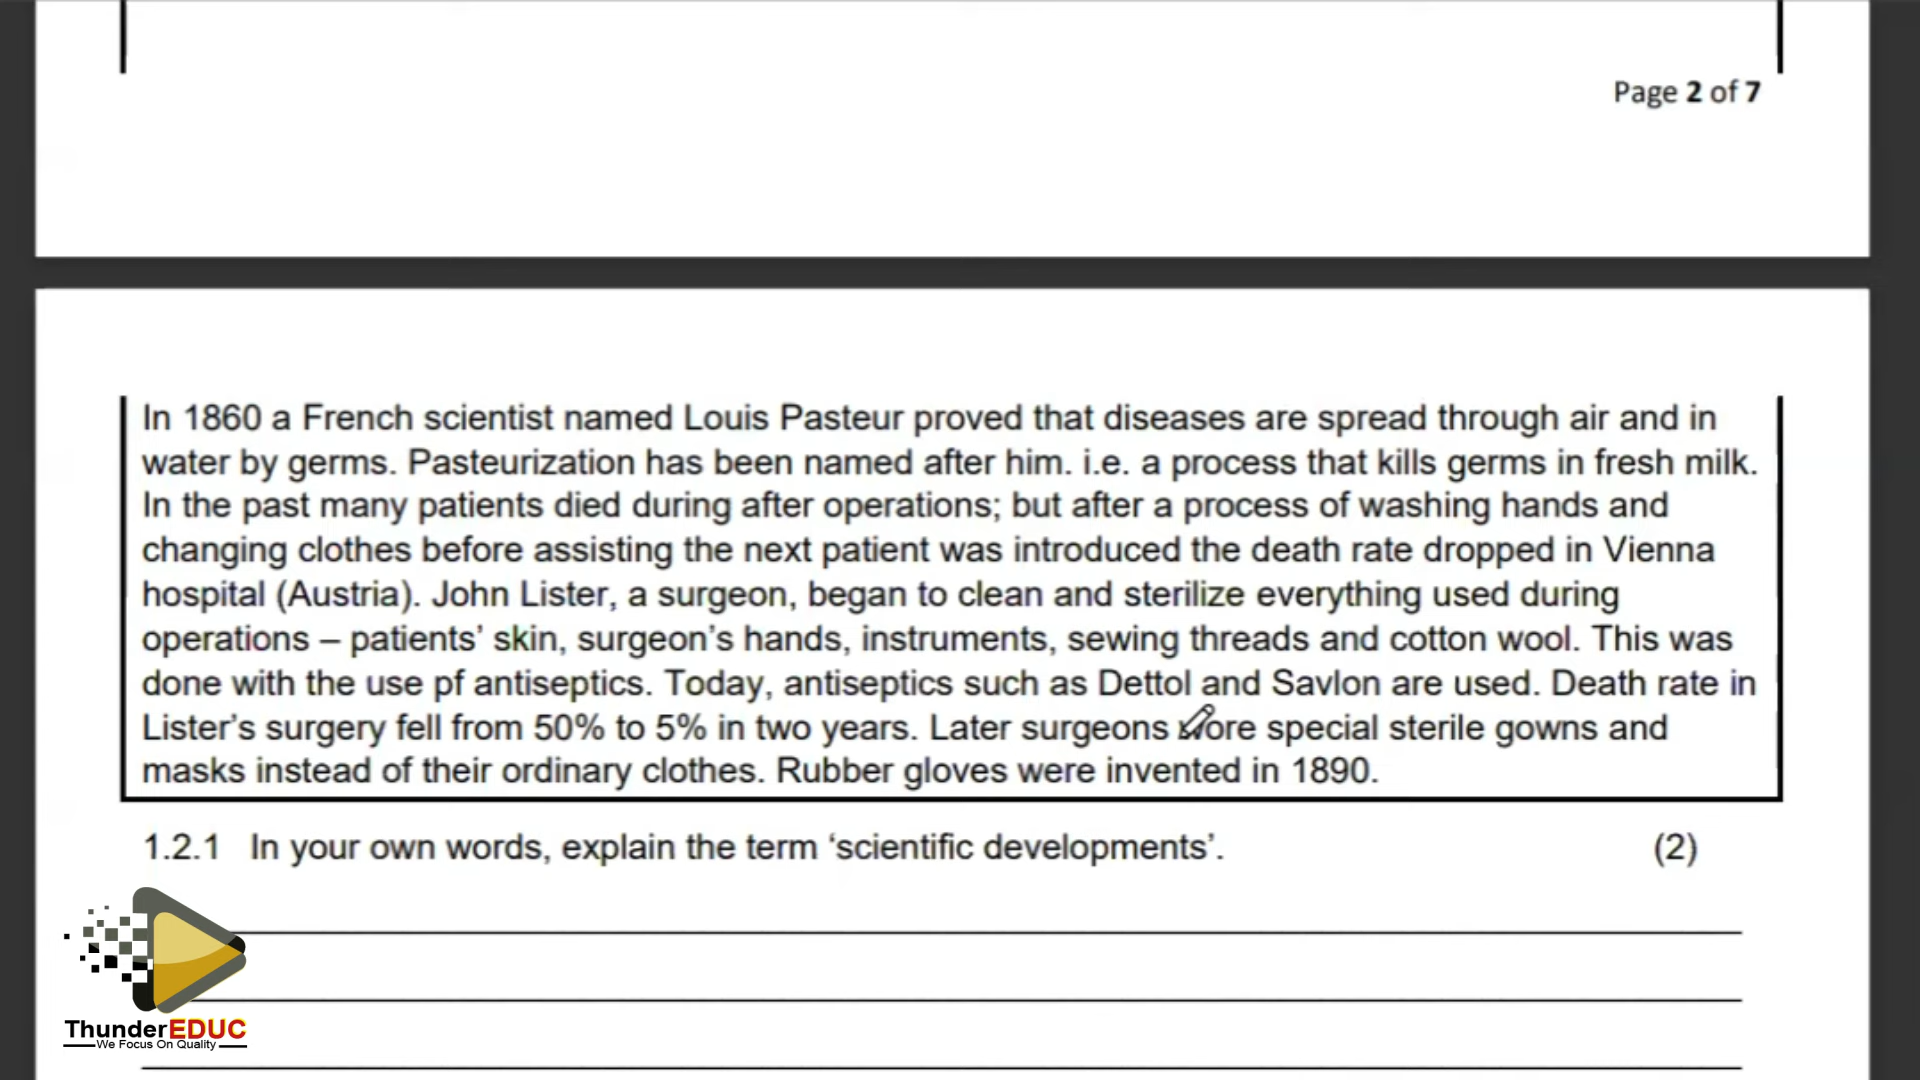 Page 2 of 7
In 1860 a French scientist named Louis Pasteur proved that diseases are spread through air and in
water by germs. Pasteurization has been named after him. i.e. a process that kills germs in fresh milk.
In the past many patients died during after operations; but after a process of washing hands and
changing clothes before assisting the next patient was introduced the death rate dropped in Vienna
hospital (Austria). John Lister, a surgeon, began to clean and sterilize everything used during
operations – patients’ skin, surgeon’s hands, instruments, sewing threads and cotton wool. This was
done with the use pf antiseptics. Today, antiseptics such as Dettol and Savlon are used. Death rate in
Lister’s surgery fell from 50% to 5% in two years. Later surgeons wore special sterile gowns and
masks instead of their ordinary clothes. Rubber gloves were invented in 1890.
1.2.1 In your own words, explain the term ‘scientific developments’. (2)
ThunderEDUC
We Focus On Quality